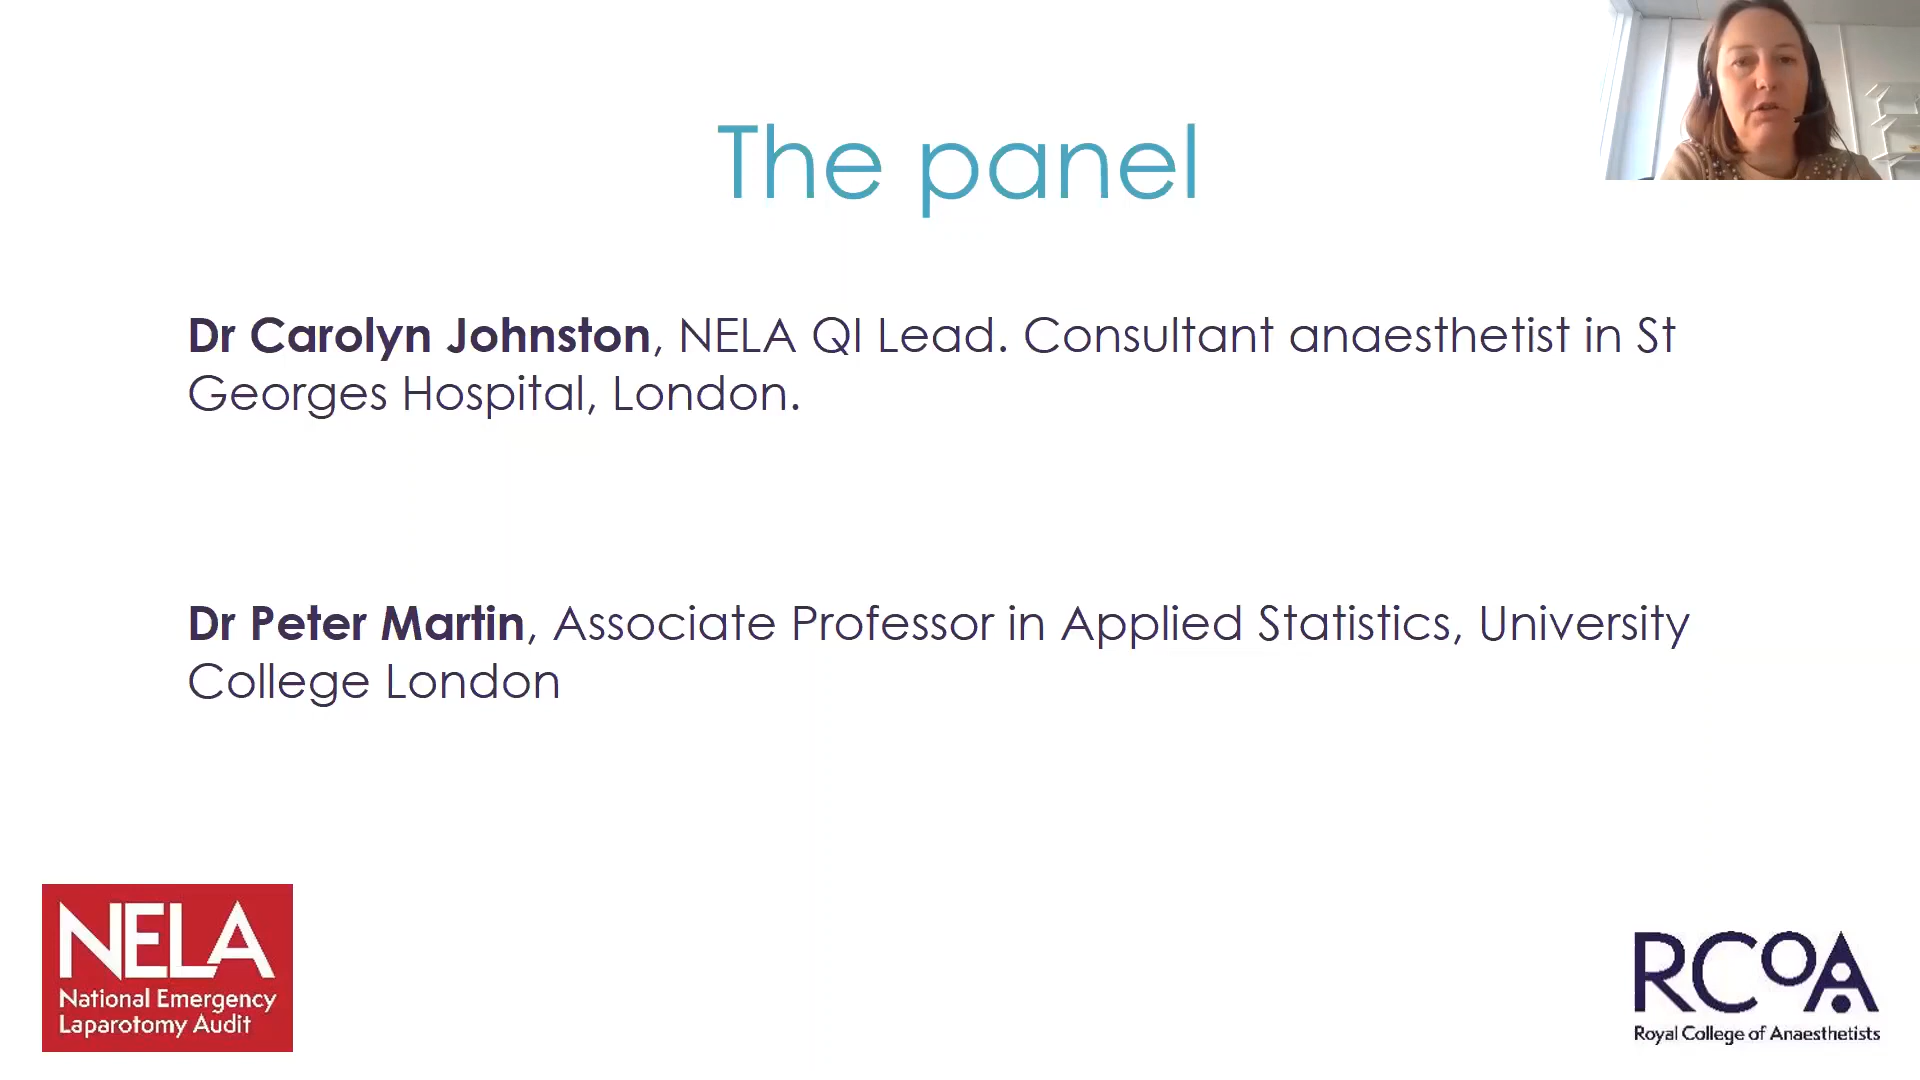 The panel
Dr Carolyn Johnston, NELA QI Lead. Consultant anaesthetist in St
Georges Hospital, London.
Dr Peter Martin, Associate Professor in Applied Statistics, University
College London
NELA
National Emergency
Laparotomy Audit
RCOA
Royal College of Anaesthetists